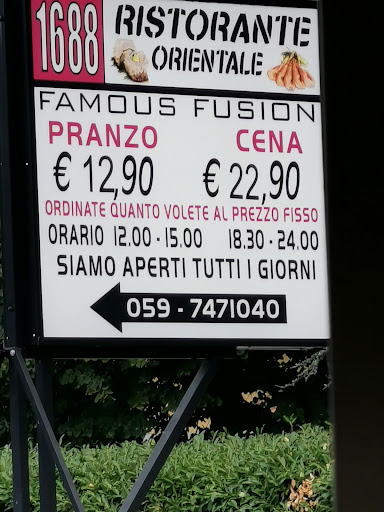 1688 RISTORANTE
ORIENTALE
FAMOUS FUSION
PRANZO CENA
€ 12,90 € 22,90
ORDINATE QUANTO VOLETE AL PREZZO FISSO
ORARIO 12.00 - 15.00 18.30 - 24.00
SIAMO APERTI TUTTI I GIORNI
059 - 7471040